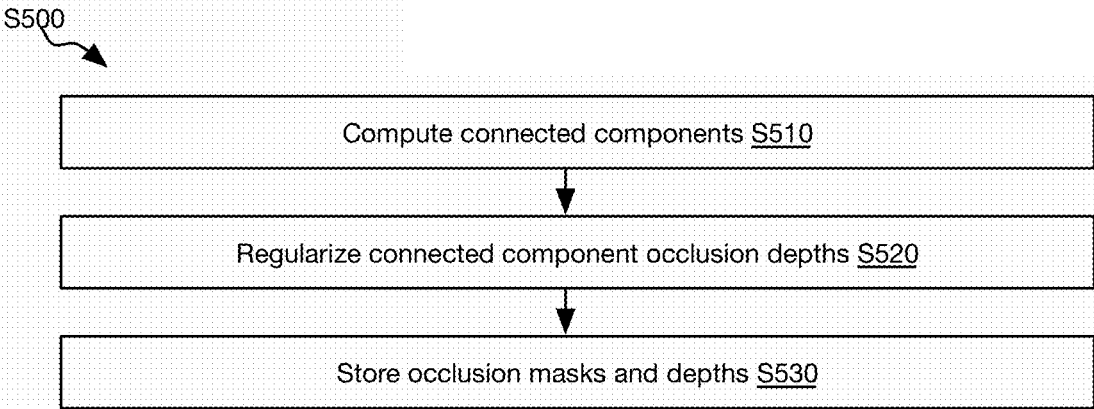 S500
Compute connected components S510
Regularize connected component occlusion depths S520
Store occlusion masks and depths S530